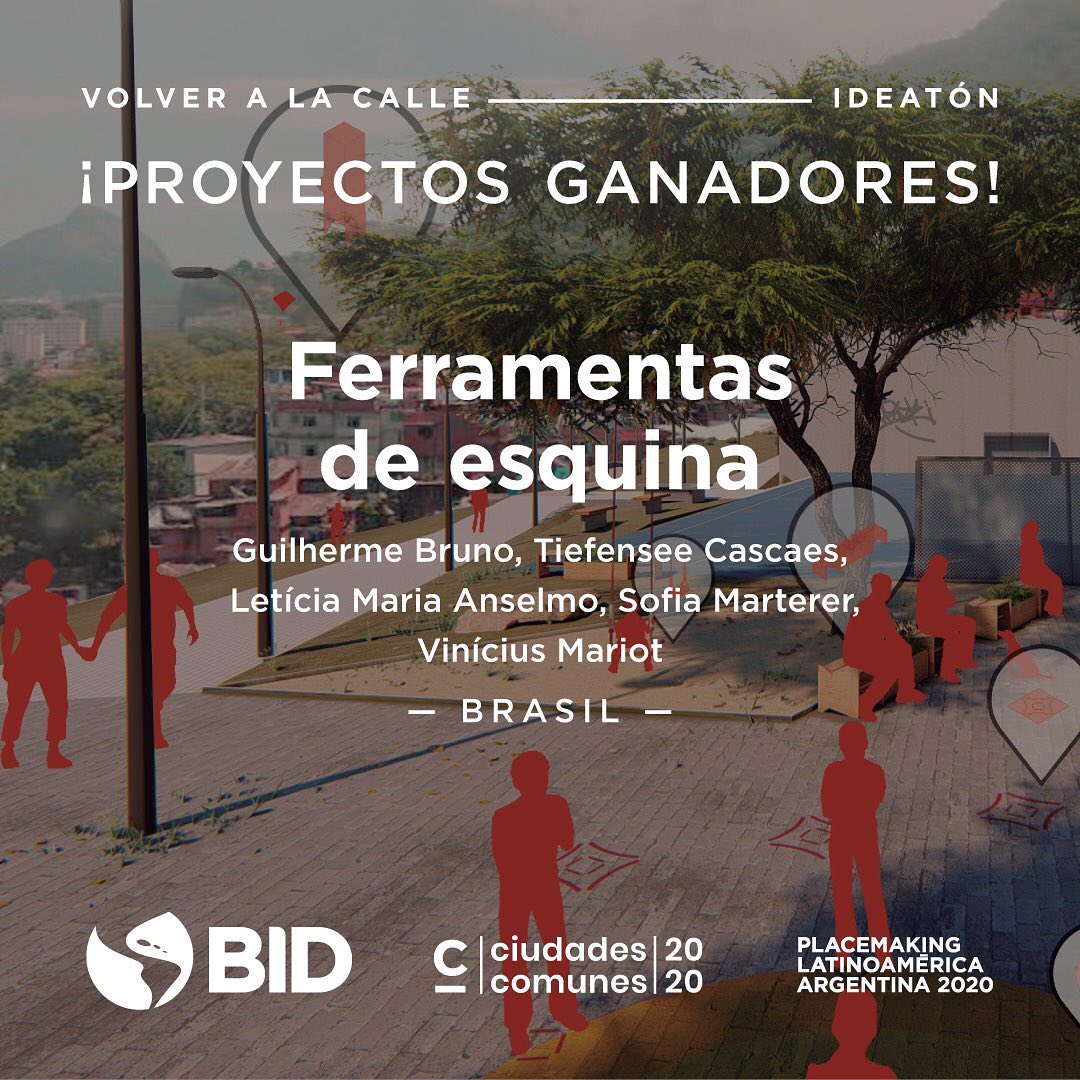 VOLVER A LA CALLE IDEATÓN
¡PROYECTOS GANADORES!
Ferramentas
de esquina
Guilherme Bruno, Tiefensee Cascaes,
Letícia Maria Anselmo, Sofia Marterer,
Vinícius Mariot
— BRASIL —
BID
c ciudades 20
comunes 20
PLACEMAKING
LATINOAMÉRICA
ARGENTINA 2020